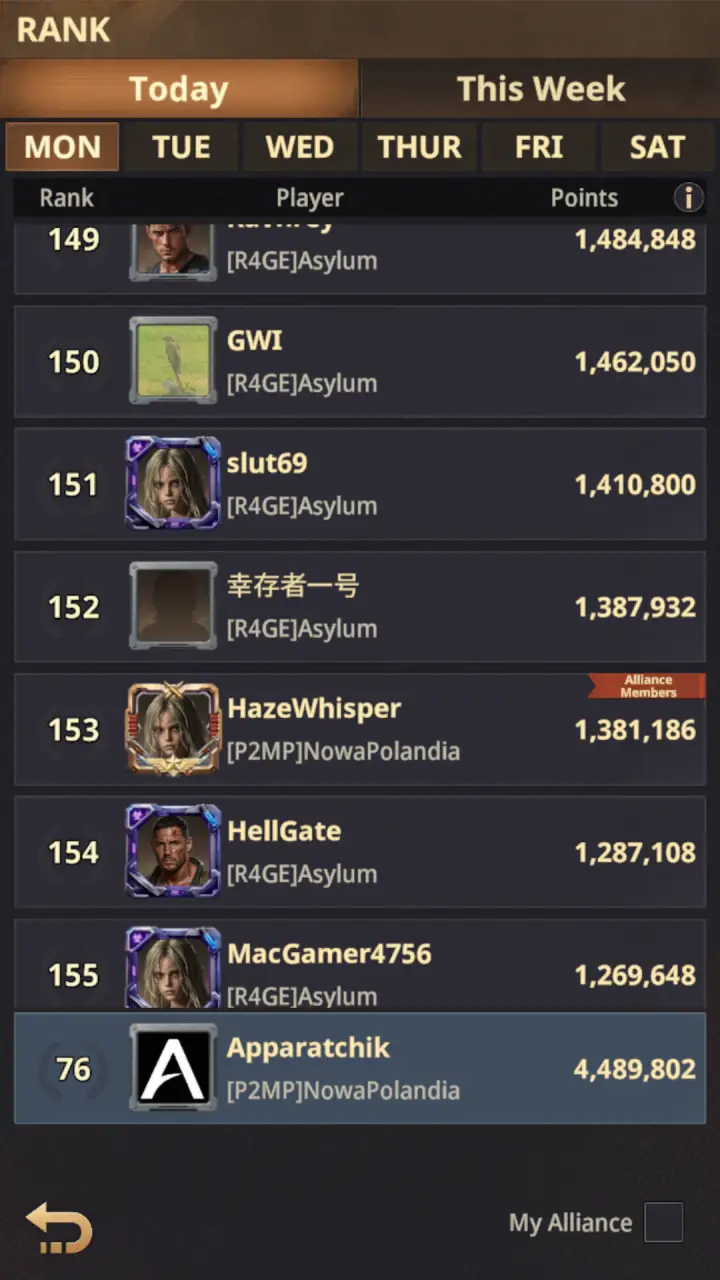 RANK
Today
This Week
MON TUE WED THUR FRI SAT
Rank Player Points
149
[R4GE]Asylum
1,484,848
150
GWI
[R4GE]Asylum
1,462,050
151
slut69
[R4GE]Asylum
1,410,800
152
幸存者一号
[R4GE]Asylum
1,387,932
153
HazeWhisper
[P2MP]NowaPolandia
Alliance
Members
1,381,186
154
HellGate
[R4GE]Asylum
1,287,108
155
MacGamer4756
[R4GE]Asylum
1,269,648
76
Apparatchik
[P2MP]NowaPolandia
4,489,802
My Alliance